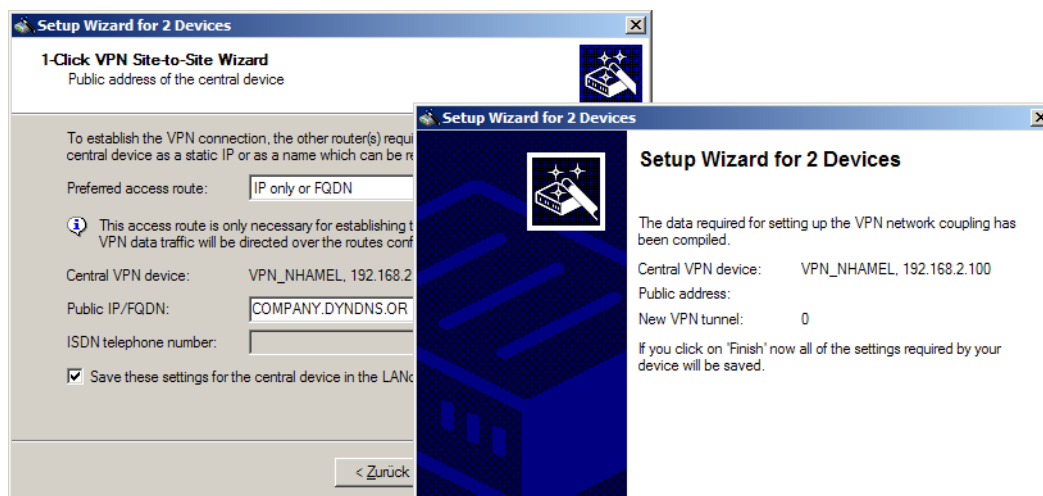 Setup Wizard for 2 Devices
1-Click VPN Site-to-Site Wizard
Public address of the central device
To establish the VPN connection, the other router(s)
central device as a static IP or as a name which can be
Preferred access route:
IP only or FQDN
This access route is only necessary for establishing
VPN data traffic will be directed over the routes
Central VPN device:
VPN_NHAMEL, 192.168.2
Public IP/FQDN:
COMPANY.DYNDNS.OR
ISDN telephone number:
Save these settings for the central device in the
< Zurück
Setup Wizard for 2 Devices
Setup Wizard for 2 Devices
The data required for setting up the VPN network coupling has
been compiled.
Central VPN device: VPN_NHAMEL, 192.168.2.100
Public address:
New VPN tunnel: 0
If you click on 'Finish' now all of the settings required by your
device will be saved.